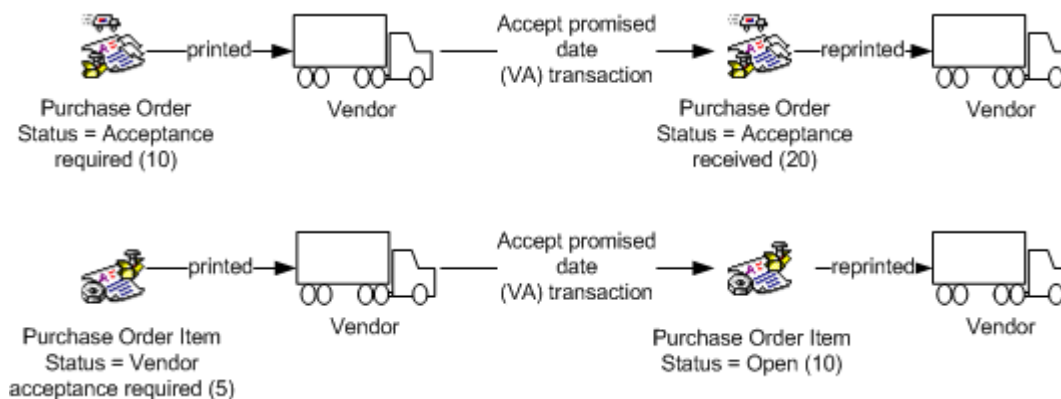 printed
Accept promised
date
(VA) transaction
reprinted
Purchase Order
Status = Acceptance
required (10)
Vendor
Purchase Order
Status = Acceptance
received (20)
Vendor
printed
Accept promised
date
(VA) transaction
reprinted
Purchase Order Item
Status = Vendor
acceptance required (5)
Vendor
Purchase Order Item
Status = Open (10)
Vendor